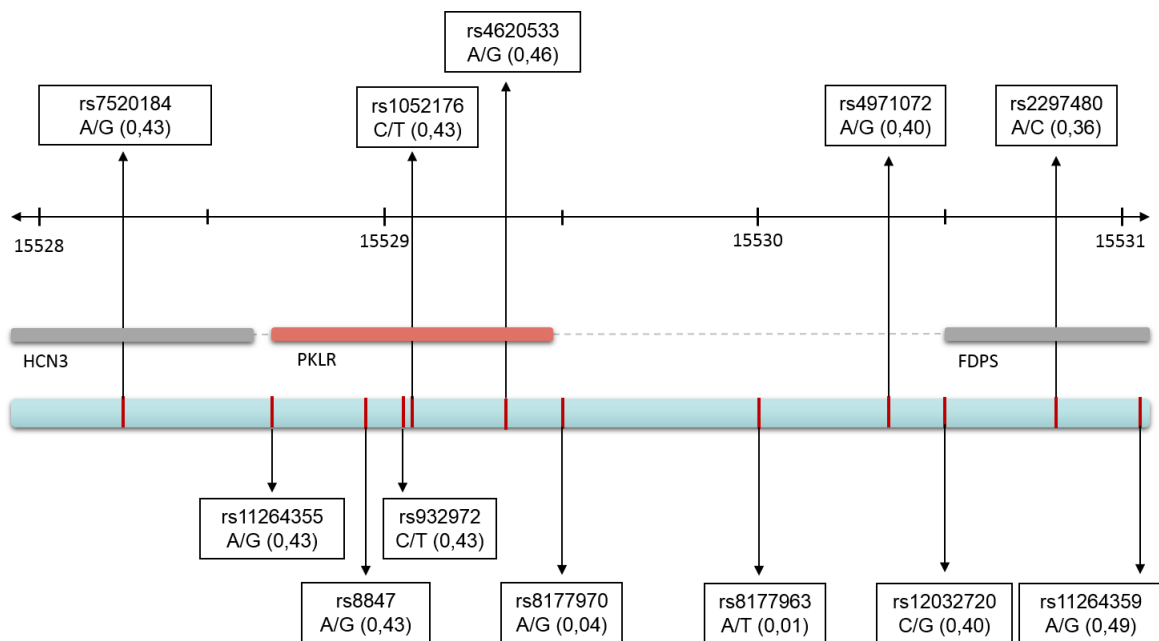 rs4620533
A/G (0,46)
rs7520184
A/G (0,43)
rs1052176
C/T (0,43)
rs4971072
A/G (0,40)
rs2297480
A/C (0,36)
15528
15529
15530
15531
HCN3
PKLR
FDPS
rs11264355
A/G (0,43)
rs932972
C/T (0,43)
rs8847
A/G (0,43)
rs8177970
A/G (0,04)
rs8177963
A/T (0,01)
rs12032720
C/G (0,40)
rs11264359
A/G (0,49)